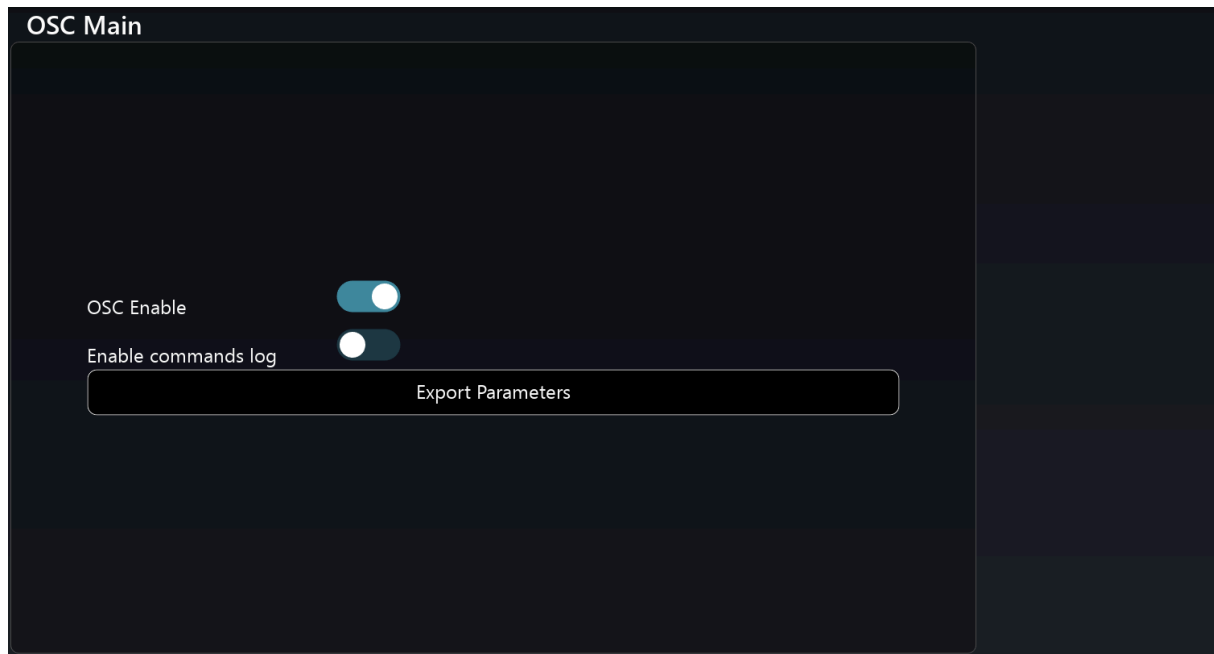 OSC Main
OSC Enable
Enable commands log
Export Parameters